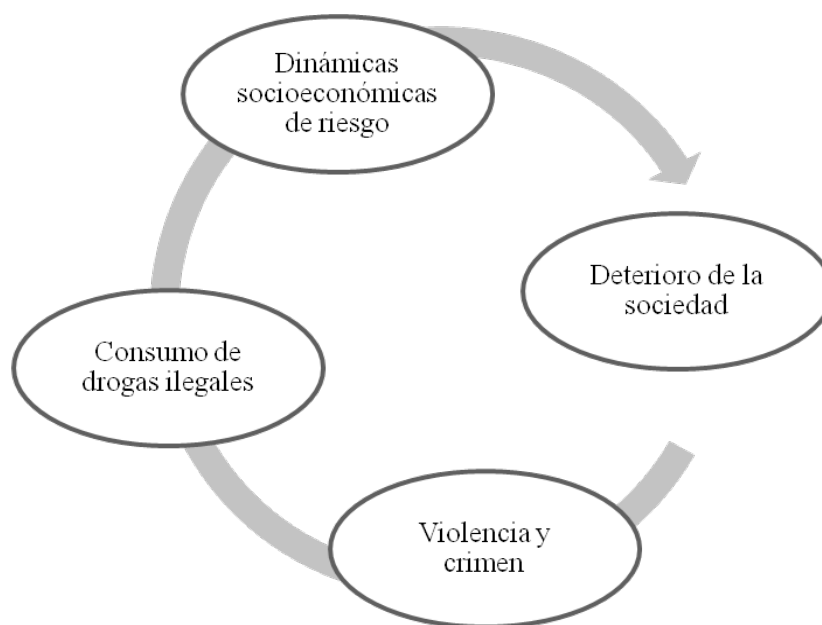 Dinámicas
socioeconómicas
de riesgo
Deterioro de la
sociedad
Consumo de
drogas ilegales
Violencia y
crimen